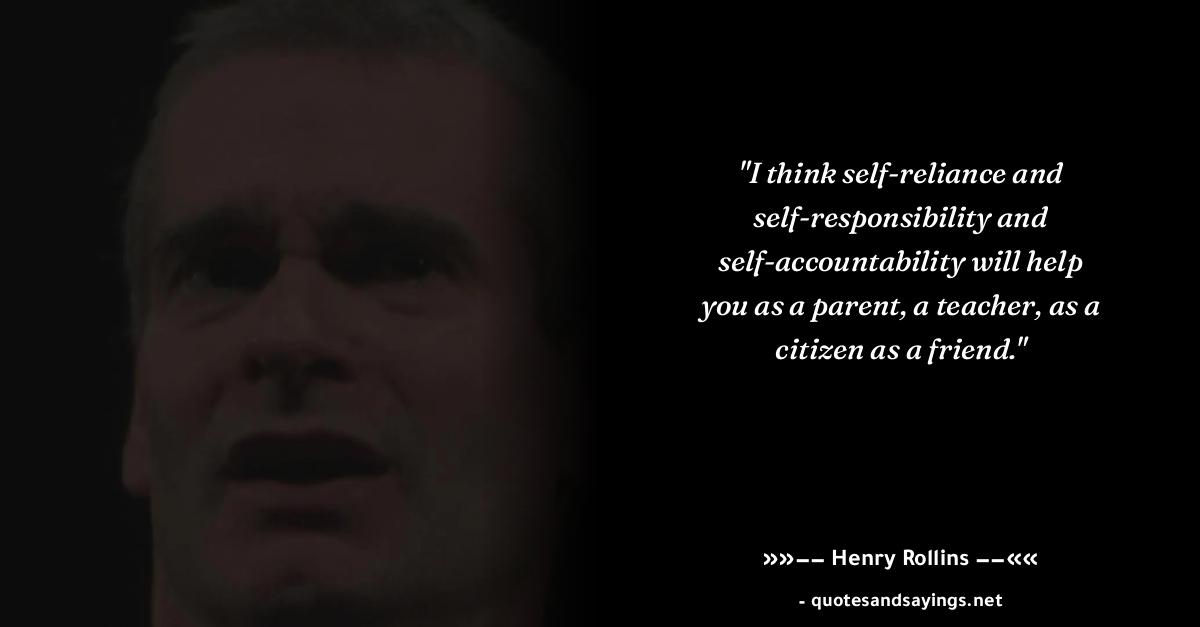 "I think self-reliance and
self-responsibility and
self-accountability will help
you as a parent, a teacher, as a
citizen as a friend."
»»−− Henry Rollins −−««
- quotesandsayings.net